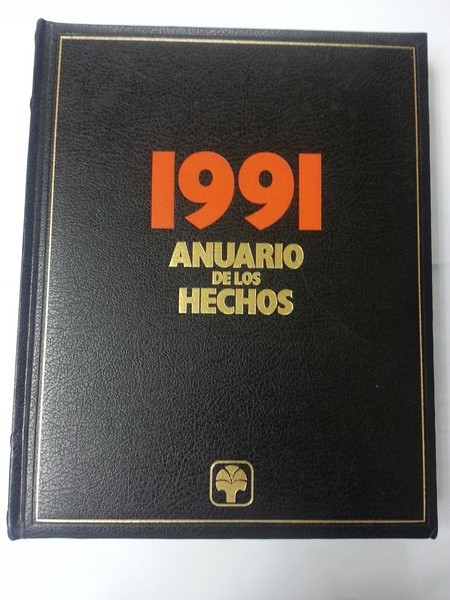 1991
ANUARIO
DE LOS
HECHOS